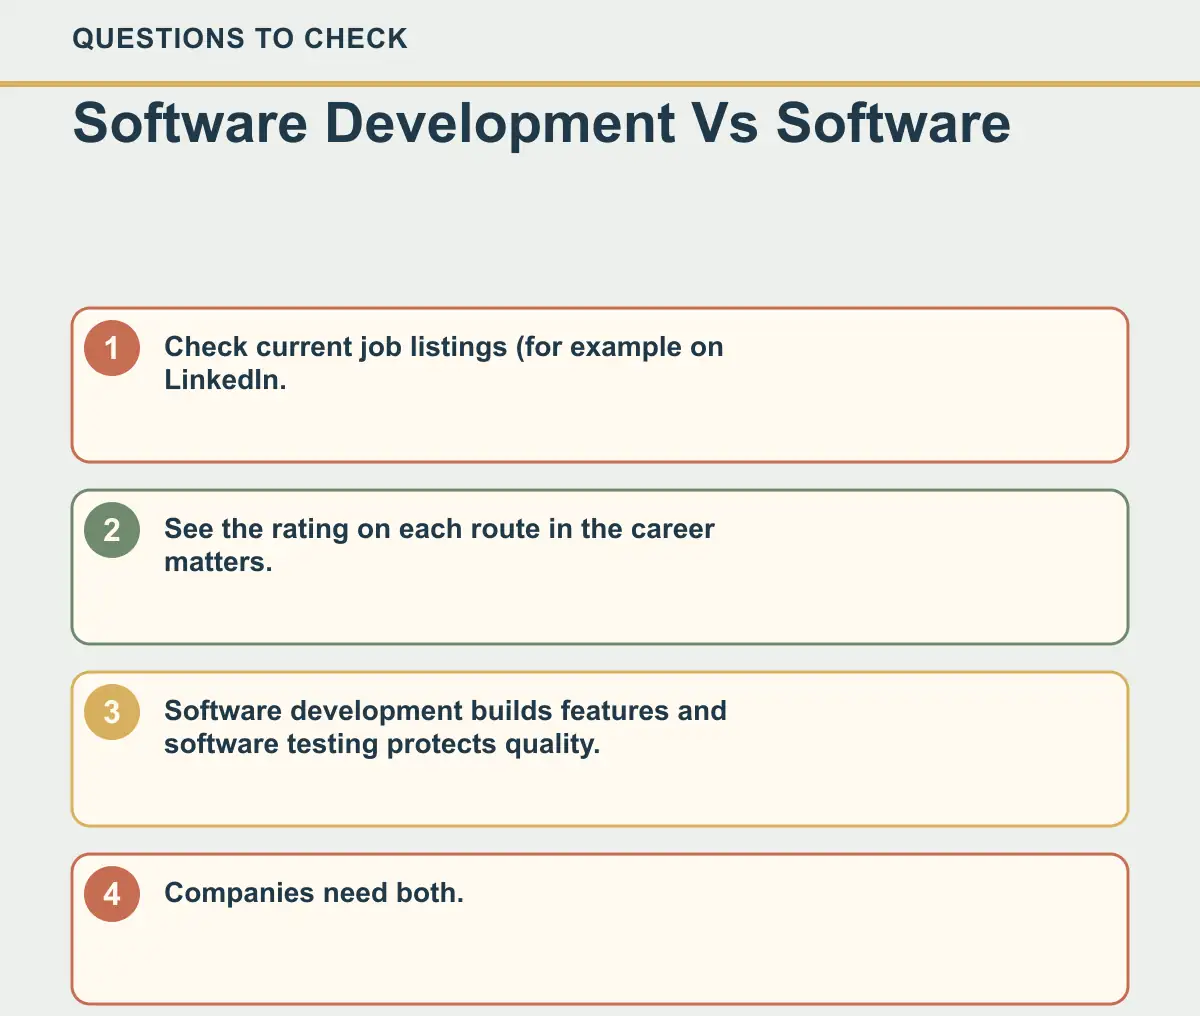 QUESTIONS TO CHECK
Software Development Vs Software
1
Check current job listings (for example on
LinkedIn.
2
See the rating on each route in the career
matters.
3
Software development builds features and
software testing protects quality.
4
Companies need both.